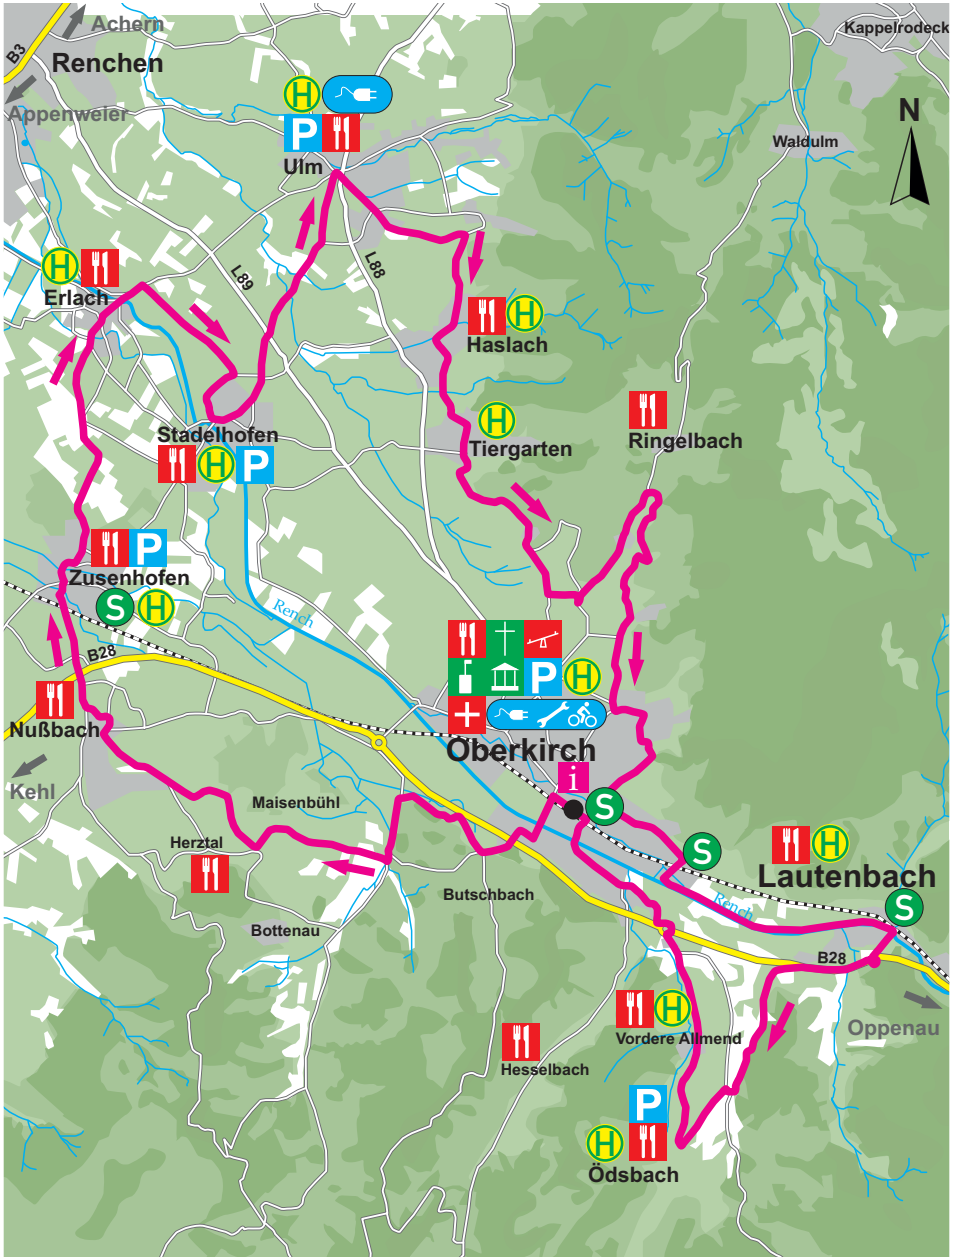 Achern
Kappelrodeck
B3
Renchen
Appenweier
H
P
Ulm
N
Waldulm
L89
L88
H
Erlach
H
Haslach
H
Tiergarten
Ringelbach
Stadelhofen
H P
P
Zusenhofen
S H
Rench
B28
P H
Nußbach
Oberkirch
i
S
Kehl
Maisenbühl
Herztal
S
H
Lautenbach
Butschbach
Rench
S
Bottenau
B28
H
Vordere Allmend
Oppenau
Hesselbach
P
H
Ödsbach